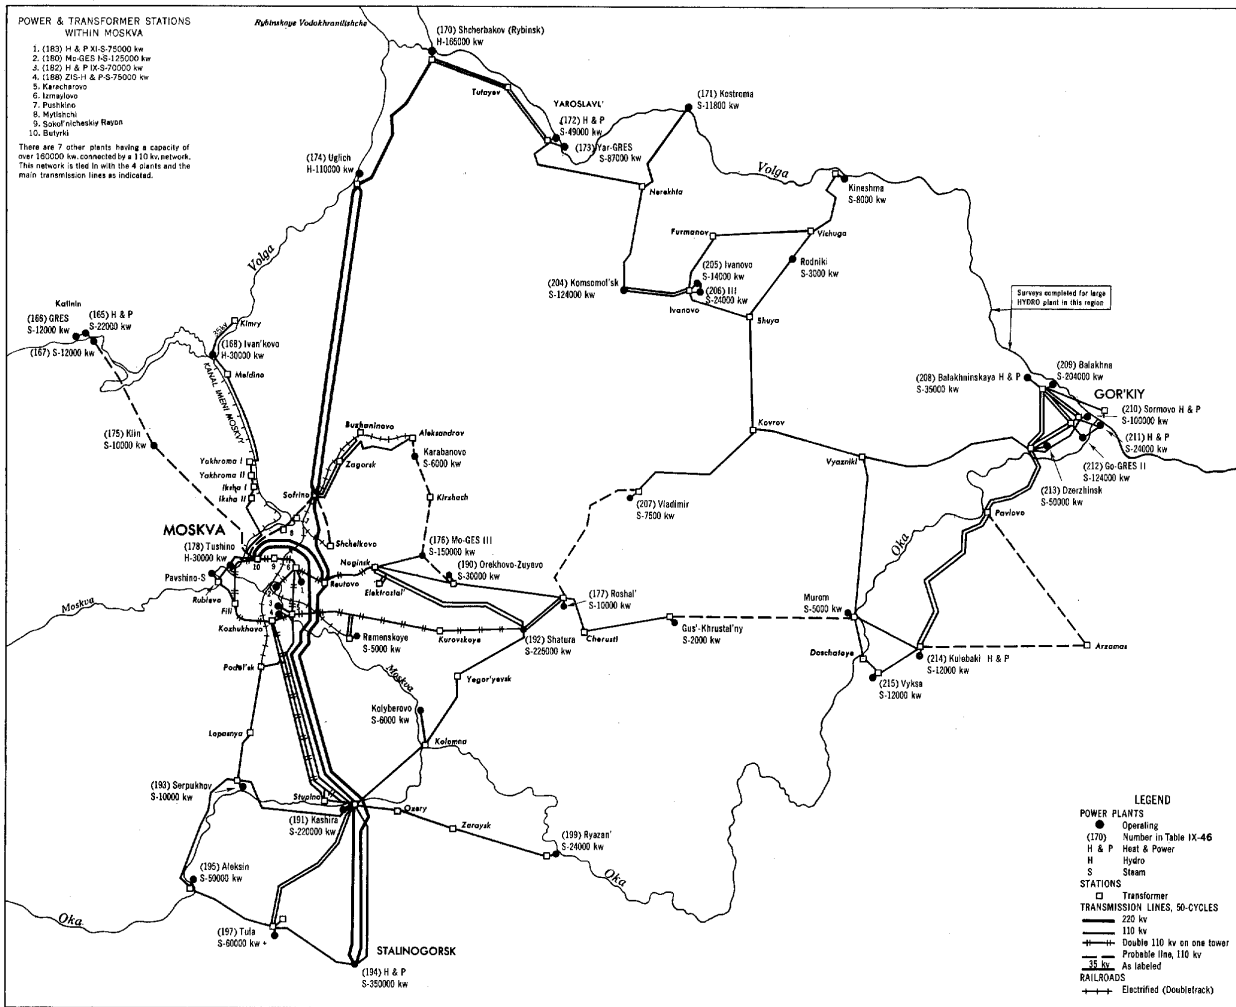 POWER & TRANSFORMER STATIONS
WITHIN MOSKVA
1. (183) H & P XI-S-75000 kw
2. (180) Mo-GES I-S-125000 kw
3. (182) H & P IX-S-70000 kw
4. (188) ZIS-H & P-S-75000 kw
5. Karacharovo
6. Izmaylovo
7. Pushkino
8. Mytishchi
9. Sokol'nicheskiy Rayon
10. Butyrki
There are 7 other plants having a capacity of
over 160000 kw. connected by a 110 kv. network.
This network is tied in with the 4 plants and the
main transmission lines as indicated.
Rybinskoye Vodokhranilishche
(170) Shcherbakov (Rybinsk)
H-165000 kw
Tutayev
YAROSLAVL'
(172) H & P
S-49000 kw
(173) Yar-GRES
S-87000 kw
(171) Kostroma
S-11800 kw
(174) Uglich
H-110000 kw
Nerekhta
Volga
Kineshma
S-8000 kw
Furmanov
Vichuga
Rodniki
S-3000 kw
(205) Ivanovo
S-14000 kw
(206) III
S-24000 kw
Ivanovo
(204) Komsomol'sk
S-124000 kw
Shuya
Volga
Surveys completed for large
HYDRO plant in this region
Kalinin
(166) GRES
S-12000 kw
(165) H & P
S-22000 kw
(167) S-12000 kw
35kv
Kimry
(168) Ivan'kovo
H-30000 kw
Meldino
KANAL IMENI MOSKVY
(175) Klin
S-10000 kw
Yakhroma I
Yakhroma II
Iksha I
Iksha II
Buzhaninovo
Aleksandrov
Zagorsk
Karabanovo
S-6000 kw
Sofrino
Kirzhach
Kovrov
Vyazniki
(207) Vladimir
S-7500 kw
(208) Balakhninskaya H & P
S-35000 kw
(209) Balakhna
S-204000 kw
GOR'KIY
(210) Sormovo H & P
S-100000 kw
(211) H & P
S-24000 kw
(212) Go-GRES II
S-124000 kw
(213) Dzerzhinsk
S-50000 kw
Pavlovo
Oka
MOSKVA
(178) Tushino
H-30000 kw
8
10
9
6
1
2
3
4
5
Shchelkovo
Pavshino-S
Rubleva
Fili
Kozhukhovo
Moskva
Reutovo
Noginsk
Elektrostal'
(176) Mo-GES III
S-150000 kw
(190) Orekhovo-Zuyevo
S-30000 kw
(177) Roshal'
S-10000 kw
Ramenskoye
S-5000 kw
Kurovskoye
(192) Shatura
S-225000 kw
Cherusti
Gus'-Khrustal'ny
S-2000 kw
Murom
S-5000 kw
Doschatoye
(214) Kulebaki H & P
S-12000 kw
(215) Vyksa
S-12000 kw
Arzamas
Podol'sk
Moskva
Yegor'yevsk
Kolyberovo
S-6000 kw
Kolomna
Lopasnya
(193) Serpukhov
S-10000 kw
Stupino
(191) Kashira
S-220000 kw
Ozery
Zaraysk
(199) Ryazan'
S-24000 kw
Oka
(195) Aleksin
S-50000 kw
Oka
(197) Tula
S-60000 kw +
STALINOGORSK
(194) H & P
S-350000 kw
LEGEND
POWER PLANTS
Operating
(170) Number in Table IX-46
H & P Heat & Power
H Hydro
S Steam
STATIONS
Transformer
TRANSMISSION LINES, 50-CYCLES
220 kv
110 kv
Double 110 kv on one tower
Probable line, 110 kv
35 kv As labeled
RAILROADS
Electrified (Doubletrack)